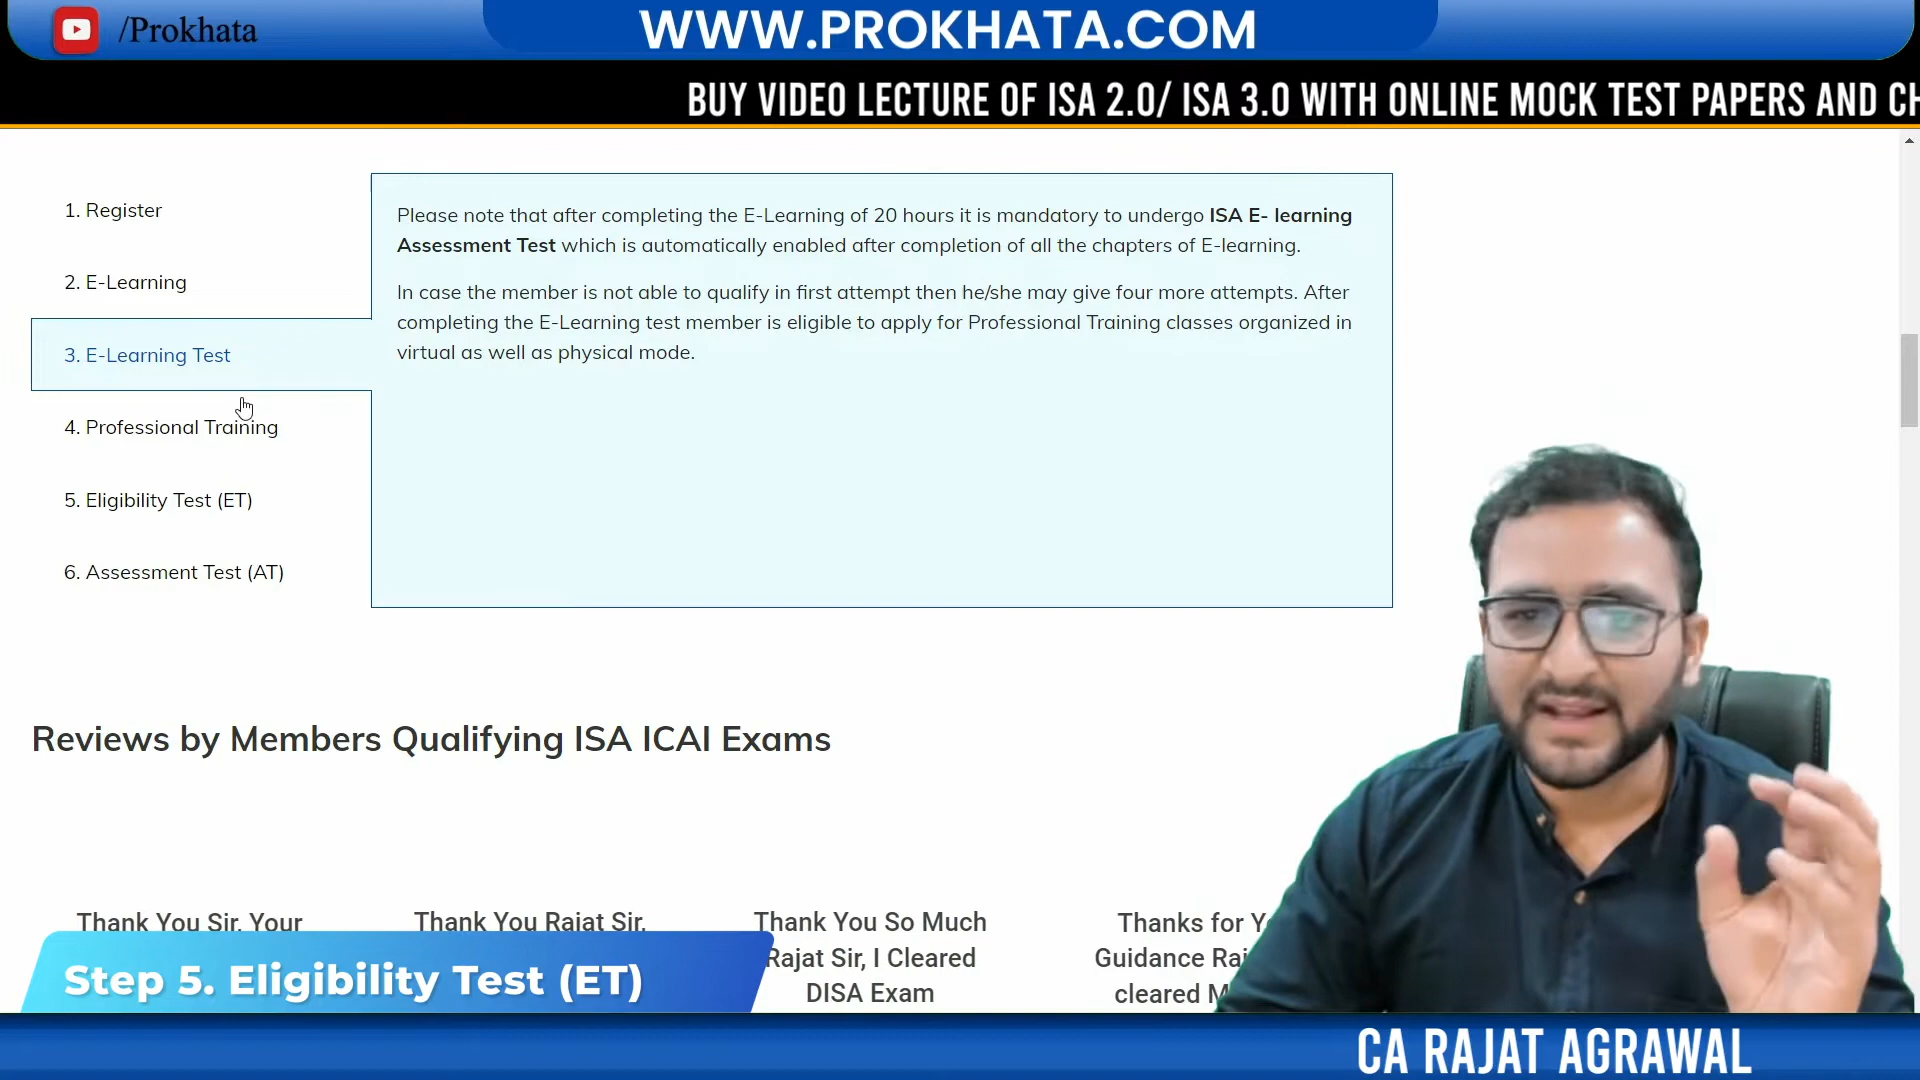 /Prokhata
WWW.PROKHATA.COM
BUY VIDEO LECTURE OF ISA 2.0/ ISA 3.0 WITH ONLINE MOCK TEST PAPERS AND CH
1. Register
2. E-Learning
3. E-Learning Test
4. Professional Training
5. Eligibility Test (ET)
6. Assessment Test (AT)
Please note that after completing the E-Learning of 20 hours it is mandatory to undergo ISA E- learning
Assessment Test which is automatically enabled after completion of all the chapters of E-learning.
In case the member is not able to qualify in first attempt then he/she may give four more attempts. After
completing the E-Learning test member is eligible to apply for Professional Training classes organized in
virtual as well as physical mode.
Reviews by Members Qualifying ISA ICAI Exams
Thank You Sir, Your
Thank You Rajat Sir,
Thank You So Much
Rajat Sir, I Cleared
DISA Exam
Thanks for Y
Guidance Raj
cleared M
Step 5. Eligibility Test (ET)
CA RAJAT AGRAWAL